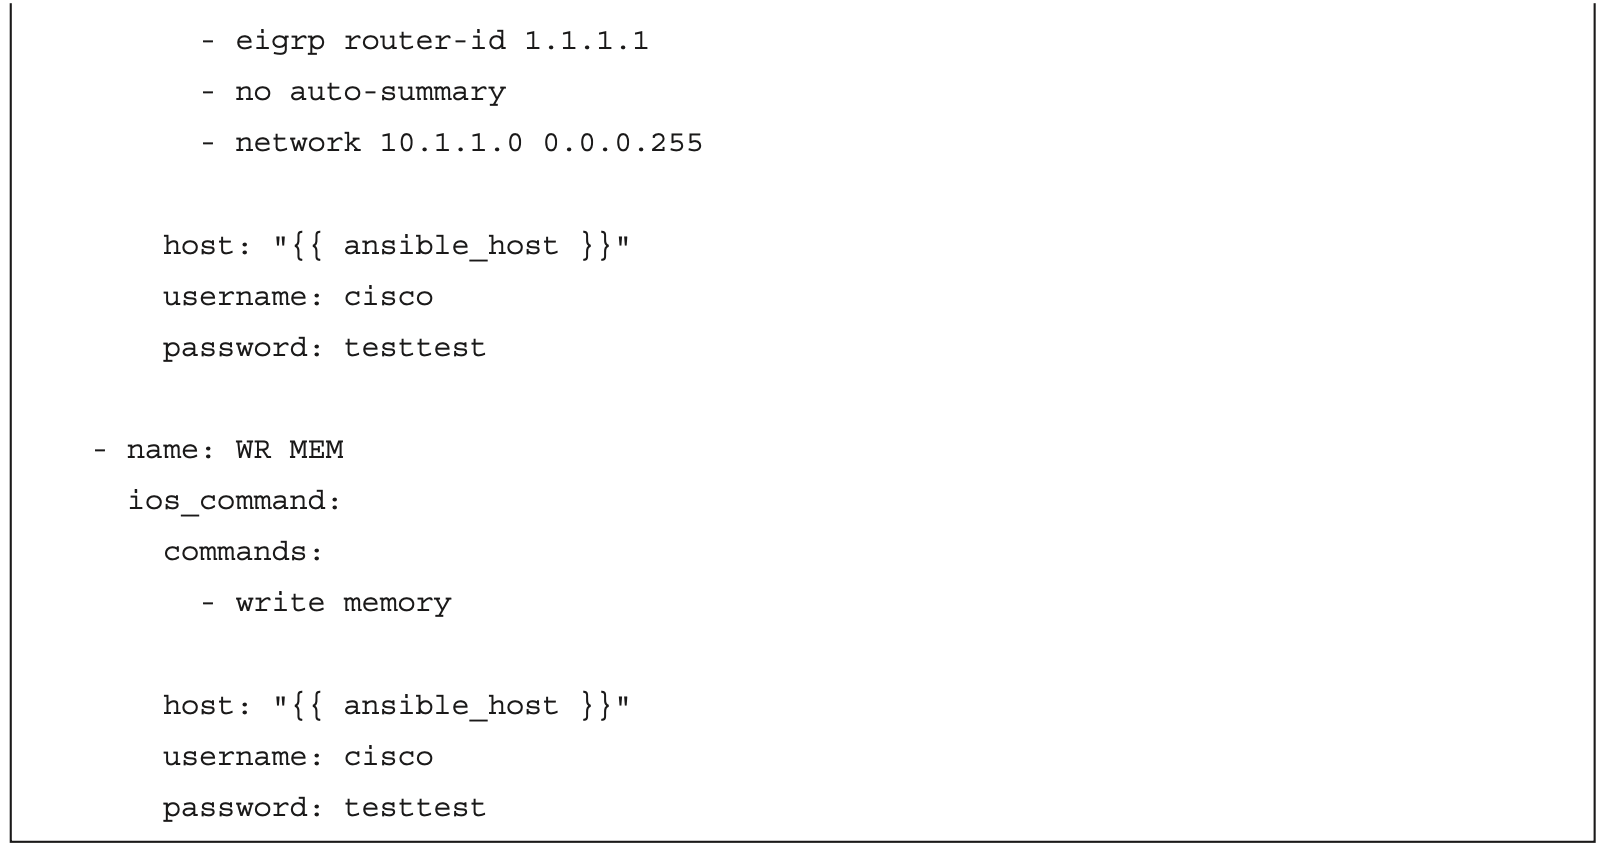 - eigrp router-id 1.1.1.1
- no auto-summary
- network 10.1.1.0 0.0.0.255
host: "{{ ansible_host }}"
username: cisco
password: testtest
- name: WR MEM
ios_command:
commands:
- write memory
host: "{{ ansible_host }}"
username: cisco
password: testtest